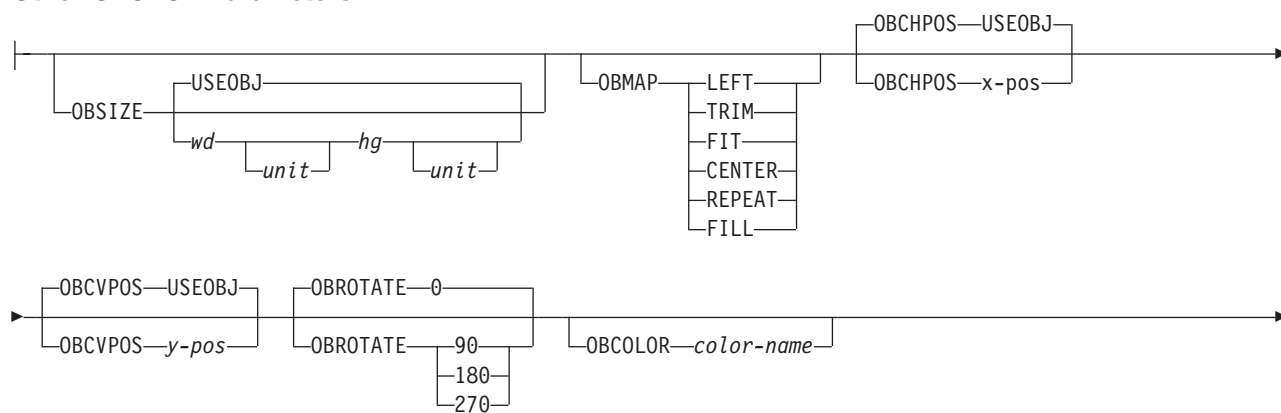 OBCHPOS USEOBJ
USEOBJ OBMAP LEFT OBCHPOS x-pos
OBSIZE TRIM
wd hg FIT
unit unit CENTER
REPEAT
FILL
OBCVPOS USEOBJ OBROTATE 0
OBCVPOS y-pos OBROTATE 90 OBCOLOR color-name
180
270